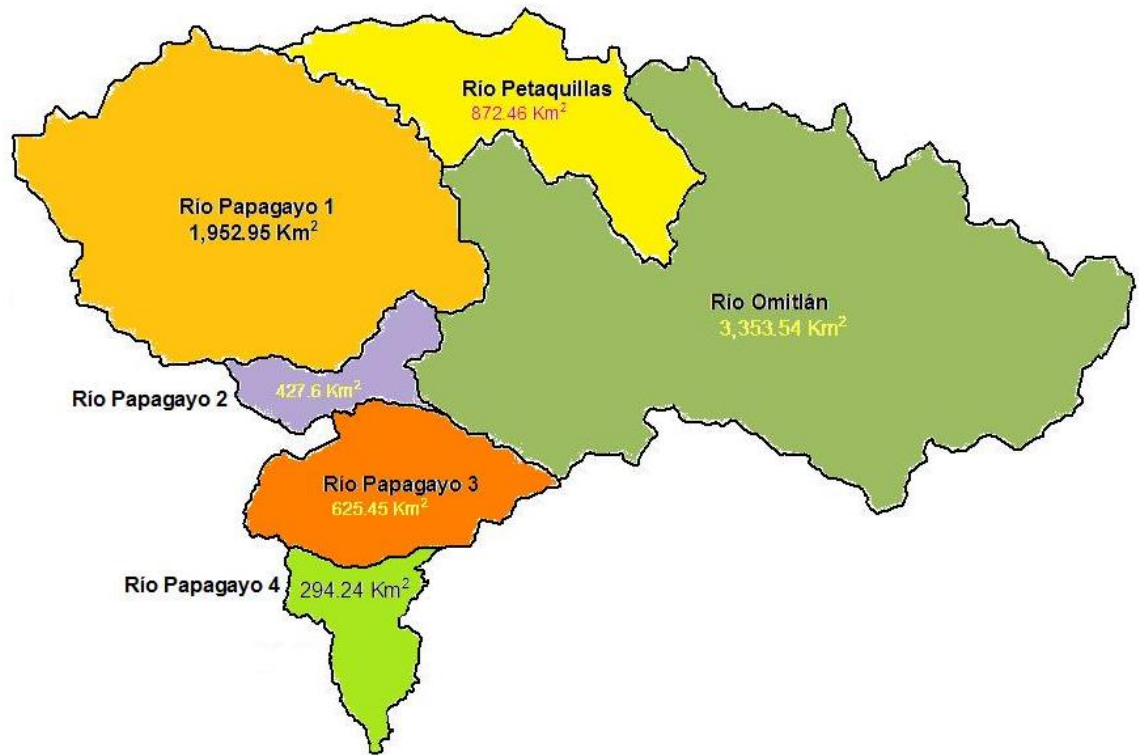 Río Petaquillas
872.46 Km²
Río Papagayo 1
1,952.95 Km²
Río Omitlán
3,353.54 Km²
427.6 Km²
Río Papagayo 2
Río Papagayo 3
625.45 Km²
Río Papagayo 4
294.24 Km²